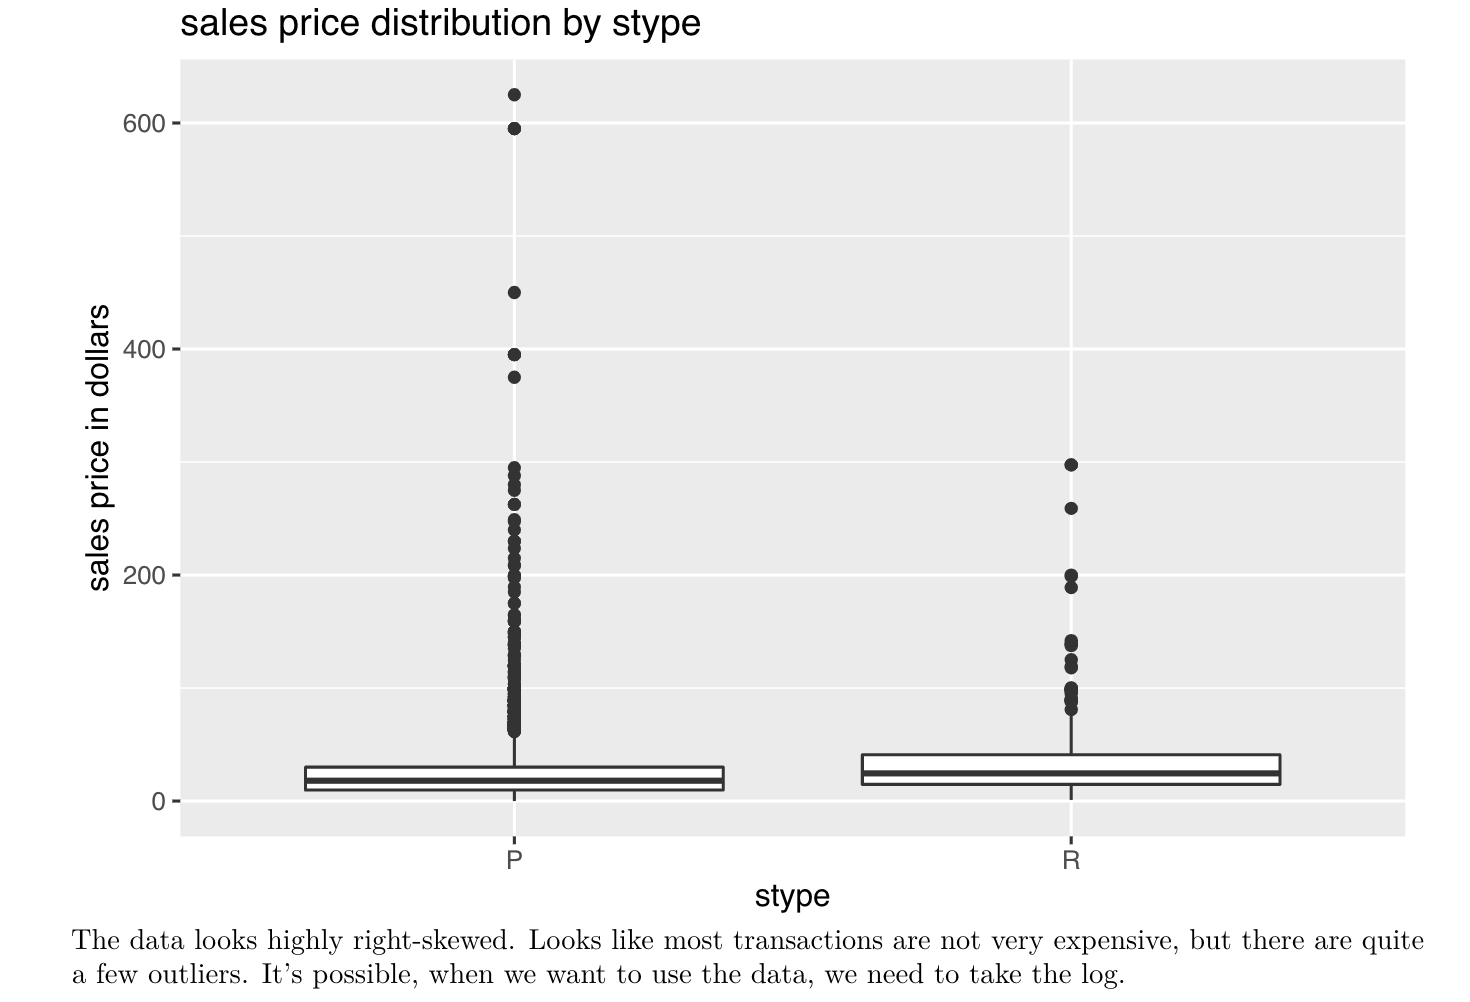 sales price distribution by stype
600
400
200
0
sales price in dollars
P
R
stype
The data looks highly right-skewed. Looks like most transactions are not very expensive, but there are quite
a few outliers. It's possible, when we want to use the data, we need to take the log.